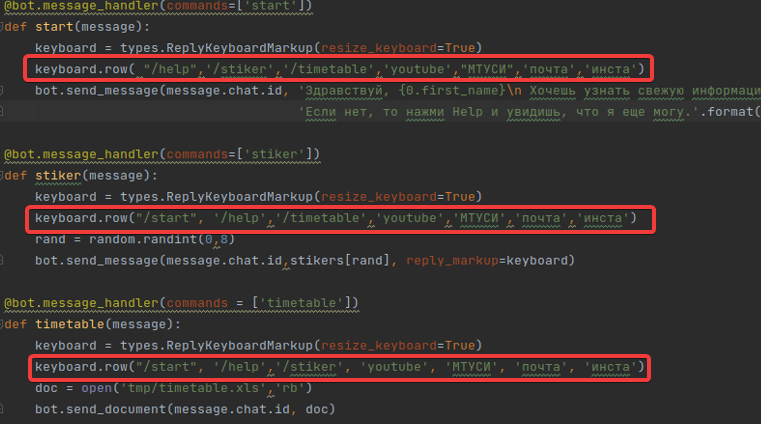 @bot.message_handler(commands=['start'])
def start(message):
keyboard = types.ReplyKeyboardMarkup(resize_keyboard=True)
keyboard.row( "/help",'/stiker','/timetable','youtube',"МТУСИ",'почта','инста')
bot.send_message(message.chat.id, 'Здравствуй, {0.first_name}\n Хочешь узнать свежую информаци
'Если нет, то нажми Help и увидишь, что я еще могу.'.format(
@bot.message_handler(commands=['stiker'])
def stiker(message):
keyboard = types.ReplyKeyboardMarkup(resize_keyboard=True)
keyboard.row("/start", '/help','/timetable','youtube','МТУСИ','почта','инста')
rand = random.randint(0,8)
bot.send_message(message.chat.id,stikers[rand], reply_markup=keyboard)
@bot.message_handler(commands = ['timetable'])
def timetable(message):
keyboard = types.ReplyKeyboardMarkup(resize_keyboard=True)
keyboard.row("/start", '/help','/stiker', 'youtube', 'МТУСИ', 'почта', 'инста')
doc = open('tmp/timetable.xls','rb')
bot.send_document(message.chat.id, doc)